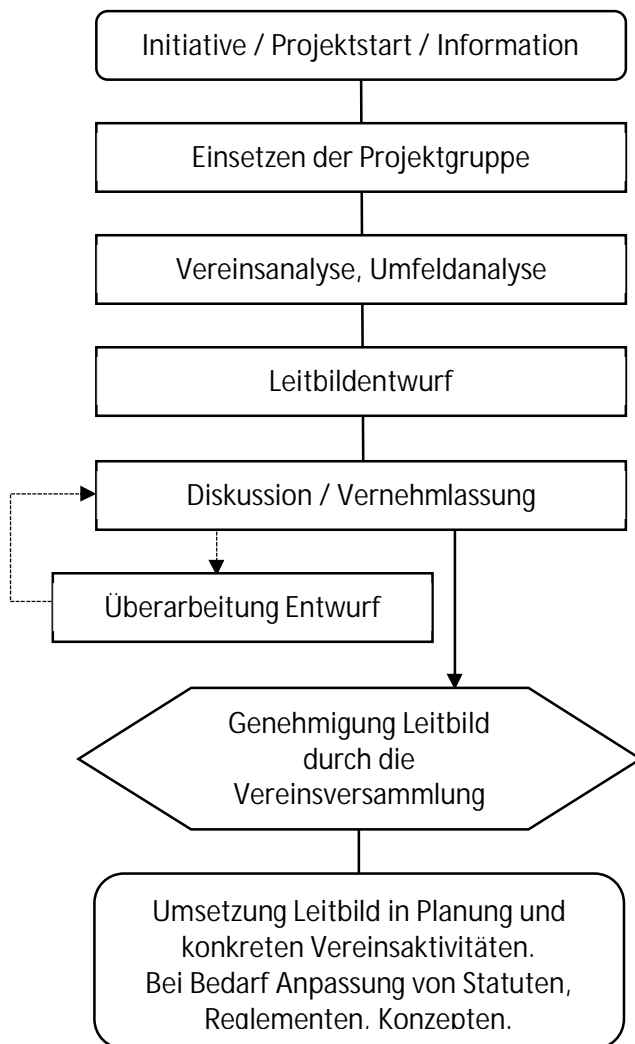 Initiative / Projektstart / Information
Einsetzen der Projektgruppe
Vereinsanalyse, Umfeldanalyse
Leitbildentwurf
Diskussion / Vernehmlassung
Überarbeitung Entwurf
Genehmigung Leitbild
durch die
Vereinsversammlung
Umsetzung Leitbild in Planung und
konkreten Vereinsaktivitäten.
Bei Bedarf Anpassung von Statuten,
Reglementen, Konzepten.